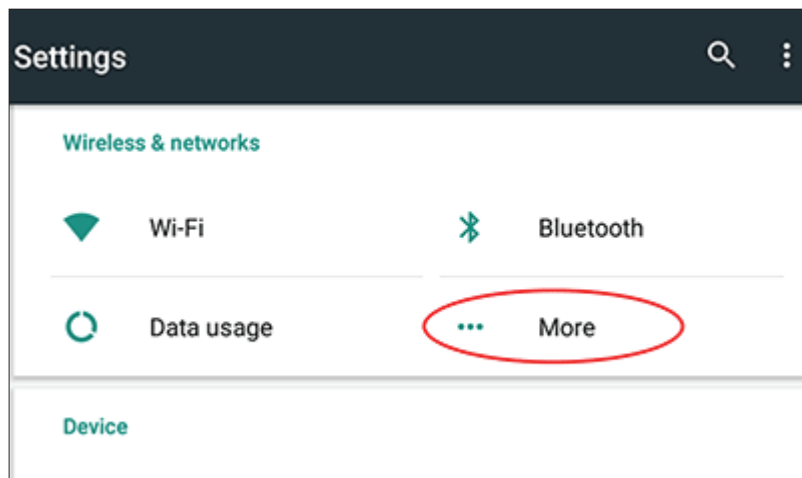 Settings
Wireless & networks
Wi-Fi
Bluetooth
Data usage
More
Device